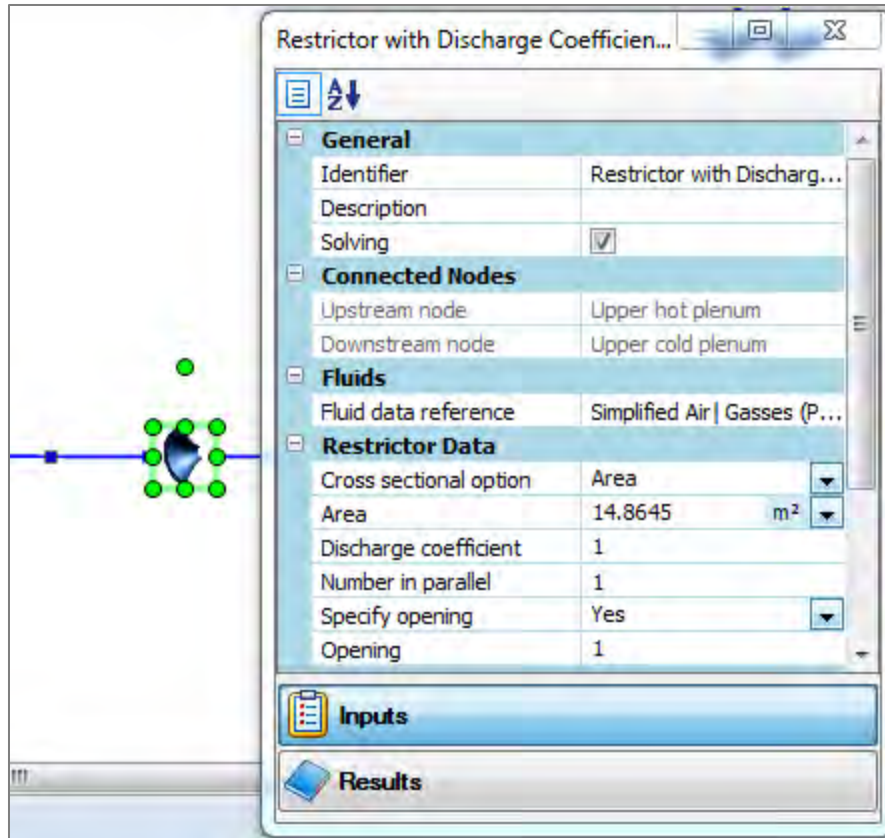 Restrictor with Discharge Coefficien...
General
Identifier Restrictor with Discharg...
Description
Solving
Connected Nodes
Upstream node Upper hot plenum
Downstream node Upper cold plenum
Fluids
Fluid data reference Simplified Air| Gasses (P...
Restrictor Data
Cross sectional option Area
Area 14.8645 m²
Discharge coefficient 1
Number in parallel 1
Specify opening Yes
Opening 1
Inputs
Results